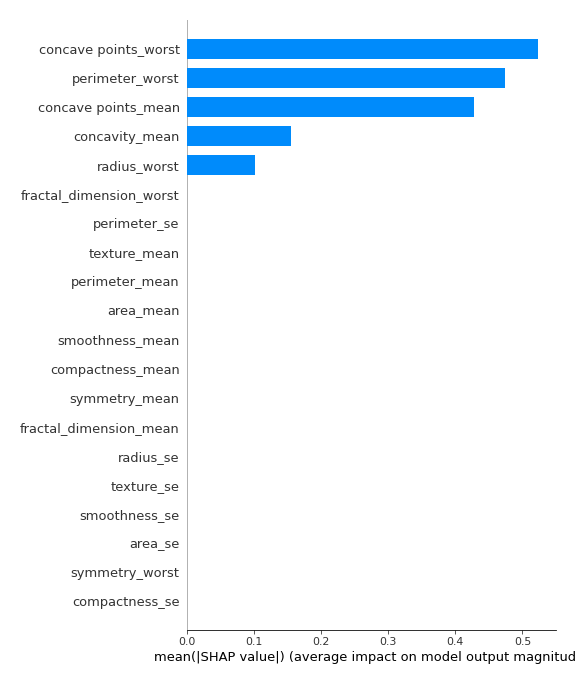 concave points_worst
perimeter_worst
concave points_mean
concavity_mean
radius_worst
fractal_dimension_worst
perimeter_se
texture_mean
perimeter_mean
area_mean
smoothness_mean
compactness_mean
symmetry_mean
fractal_dimension_mean
radius_se
texture_se
smoothness_se
area_se
symmetry_worst
compactness_se
0.0 0.1 0.2 0.3 0.4 0.5
mean(|SHAP value|) (average impact on model output magnitud